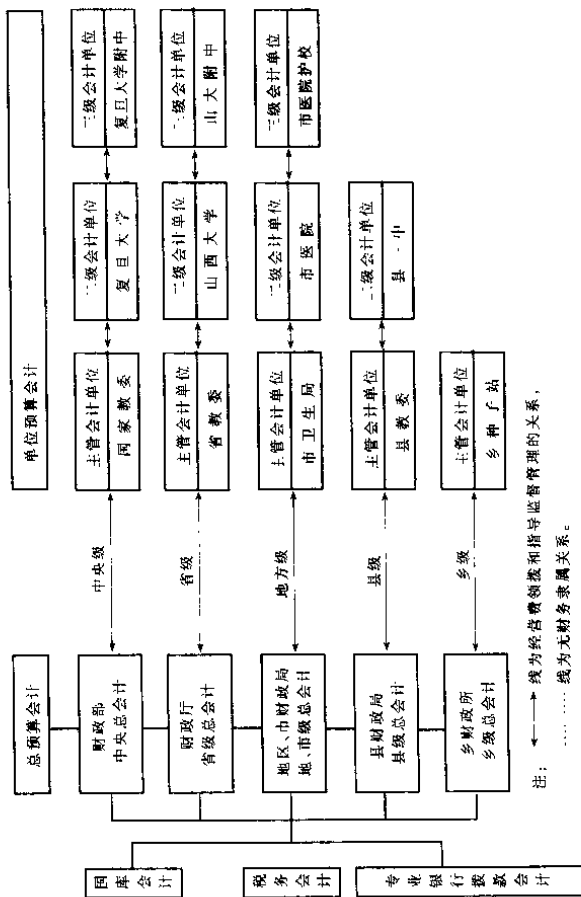 单位预算会计
三级会计单位
复旦大学附中
三级会计单位
山大附中
三级会计单位
市医院护校
二级会计单位
复旦大学
二级会计单位
山西大学
二级会计单位
市医院
二级会计单位
县一中
主管会计单位
国家教委
主管会计单位
省教委
主管会计单位
市卫生局
主管会计单位
县教委
主管会计单位
乡种子站
中央级
省级
地方级
县级
乡级
总预算会计
财政部
中央总会计
财政厅
省级总会计
地区、市财政局
地、市级总会计
县财政局
县级总会计
乡财政所
乡级总会计
国库会计
税务会计
专业银行拨款会计
注:
线为经营费领拨和指导监督管理的关系,
线为无财务隶属关系。